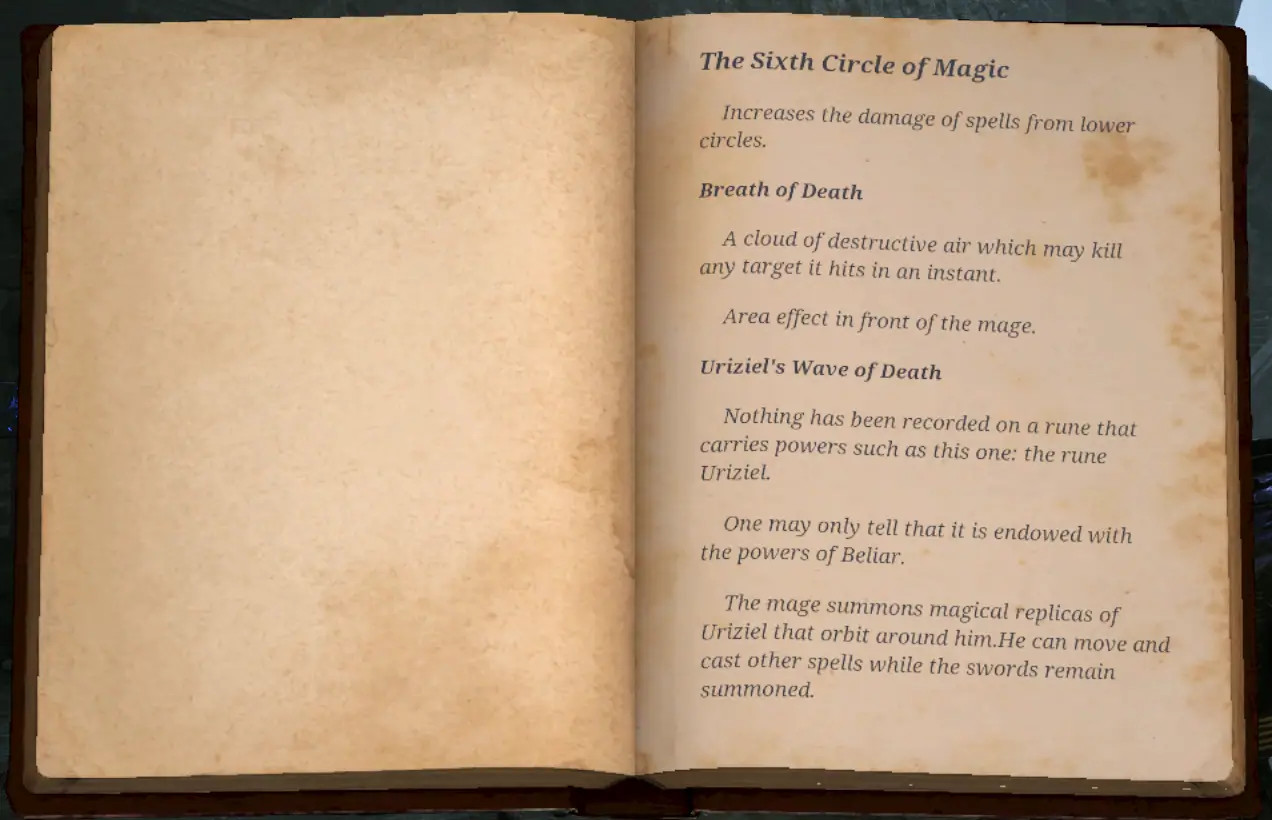 The Sixth Circle of Magic
Increases the damage of spells from lower
circles.
Breath of Death
A cloud of destructive air which may kill
any target it hits in an instant.
Area effect in front of the mage.
Uriziel's Wave of Death
Nothing has been recorded on a rune that
carries powers such as this one: the rune
Uriziel.
One may only tell that it is endowed with
the powers of Beliar.
The mage summons magical replicas of
Uriziel that orbit around him.He can move and
cast other spells while the swords remain
summoned.